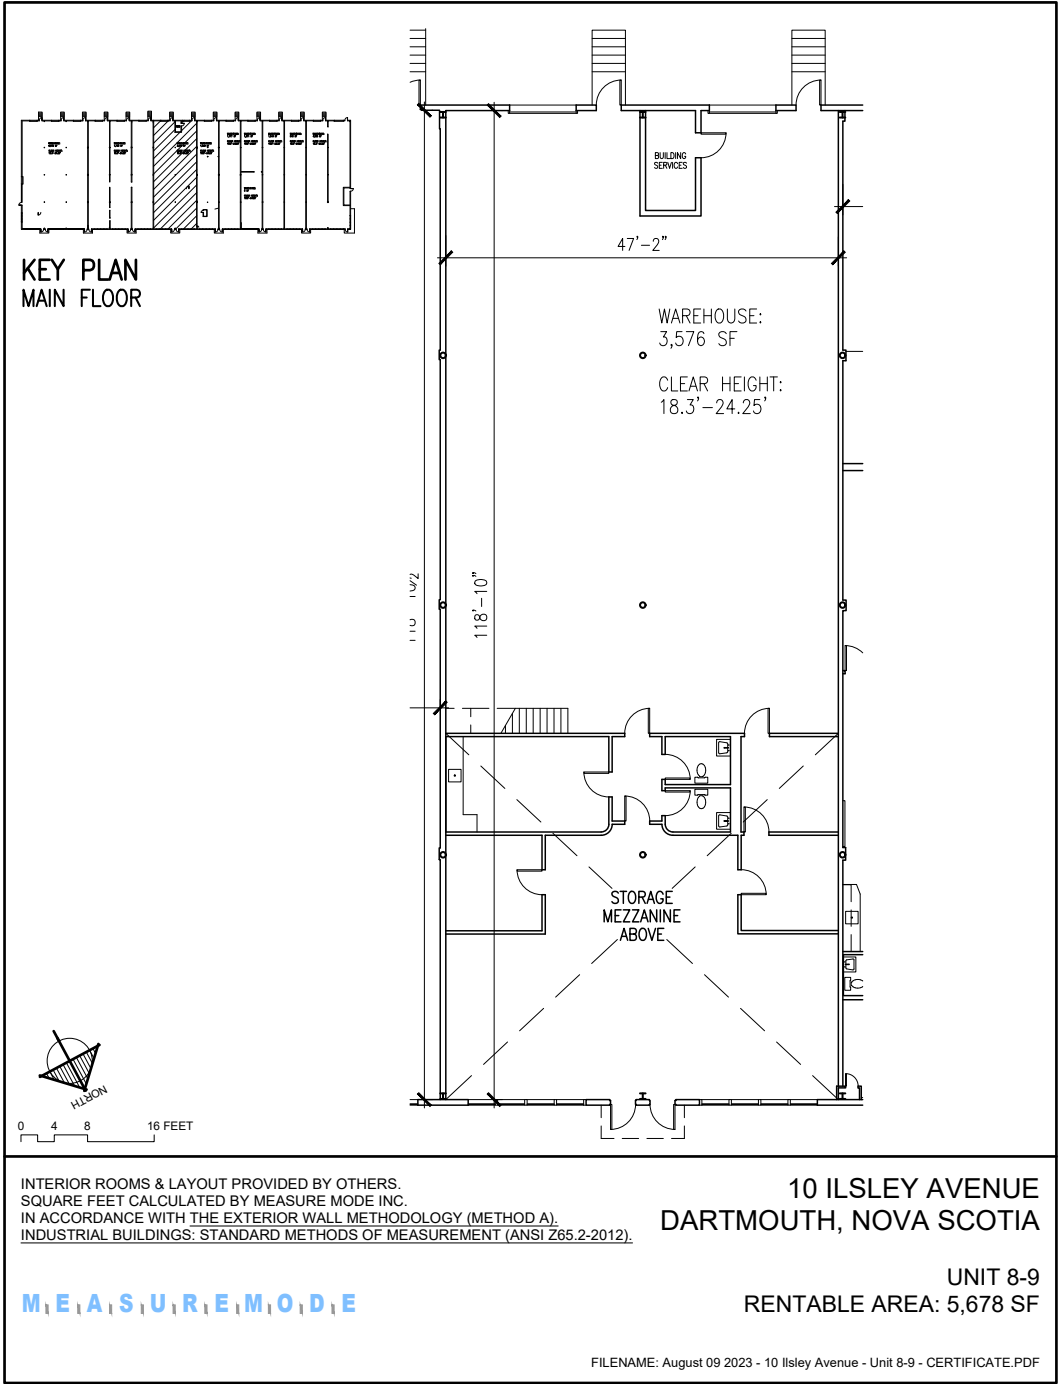 BUILDING
SERVICES
47'-2"
KEY PLAN
MAIN FLOOR
WAREHOUSE:
3,576 SF
CLEAR HEIGHT:
18.3'-24.25'
118'-10"
STORAGE
MEZZANINE
ABOVE
NORTH
0 4 8 16 FEET
INTERIOR ROOMS & LAYOUT PROVIDED BY OTHERS.
SQUARE FEET CALCULATED BY MEASURE MODE INC.
IN ACCORDANCE WITH THE EXTERIOR WALL METHODOLOGY (METHOD A).
INDUSTRIAL BUILDINGS: STANDARD METHODS OF MEASUREMENT (ANSI Z65.2-2012).
10 ILSLEY AVENUE
DARTMOUTH, NOVA SCOTIA
UNIT 8-9
RENTABLE AREA: 5,678 SF
M|E|A|S|U|R|E|M|O|D|E
FILENAME: August 09 2023 - 10 Ilsley Avenue - Unit 8-9 - CERTIFICATE.PDF